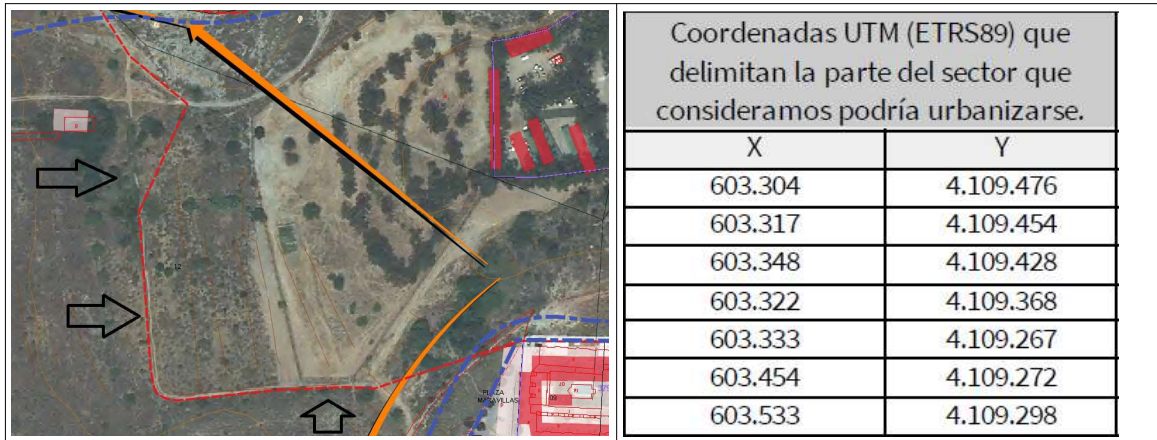 PLAZA
MARAVILLAS
03
Coordenadas UTM (ETRS89) que
delimitan la parte del sector que
consideramos podría urbanizarse.
X Y
603.304 4.109.476
603.317 4.109.454
603.348 4.109.428
603.322 4.109.368
603.333 4.109.267
603.454 4.109.272
603.533 4.109.298